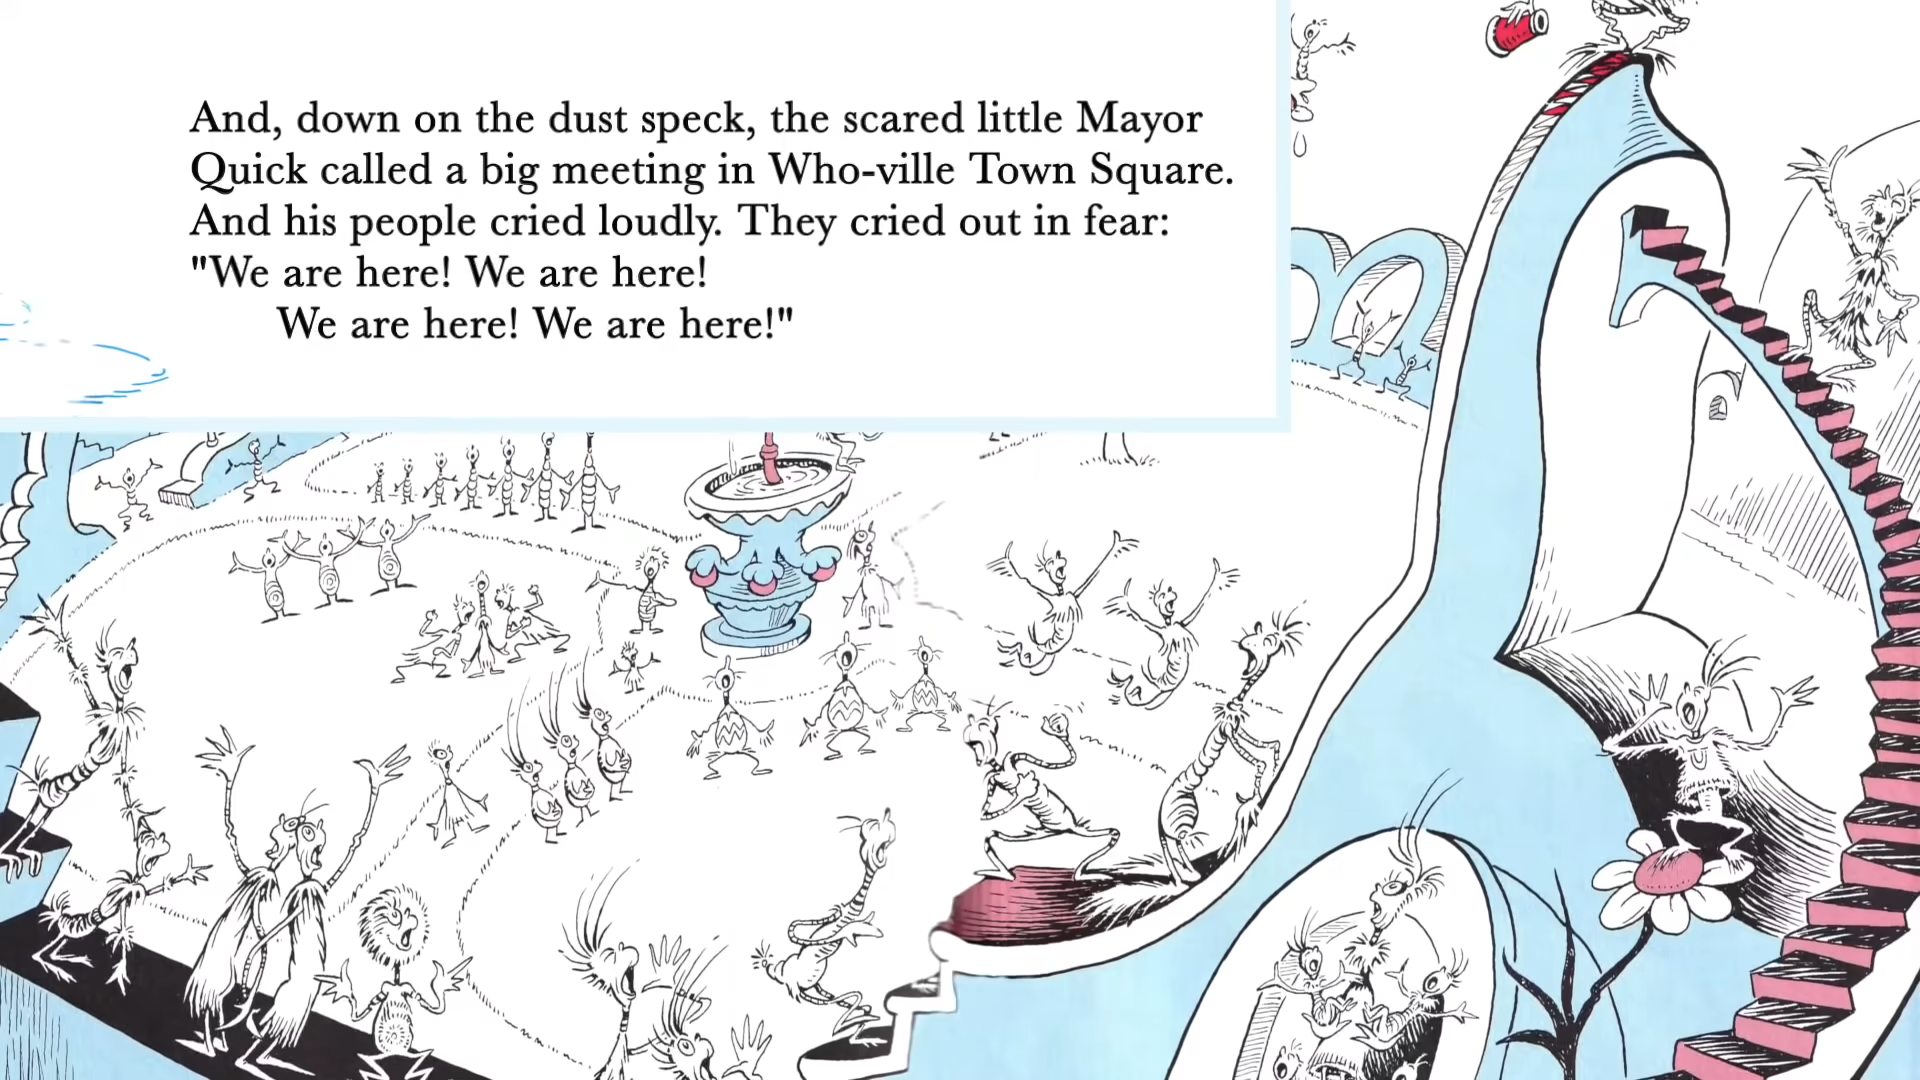 And, down on the dust speck, the scared little Mayor
Quick called a big meeting in Who-ville Town Square.
And his people cried loudly. They cried out in fear:
"We are here! We are here!
We are here! We are here!"